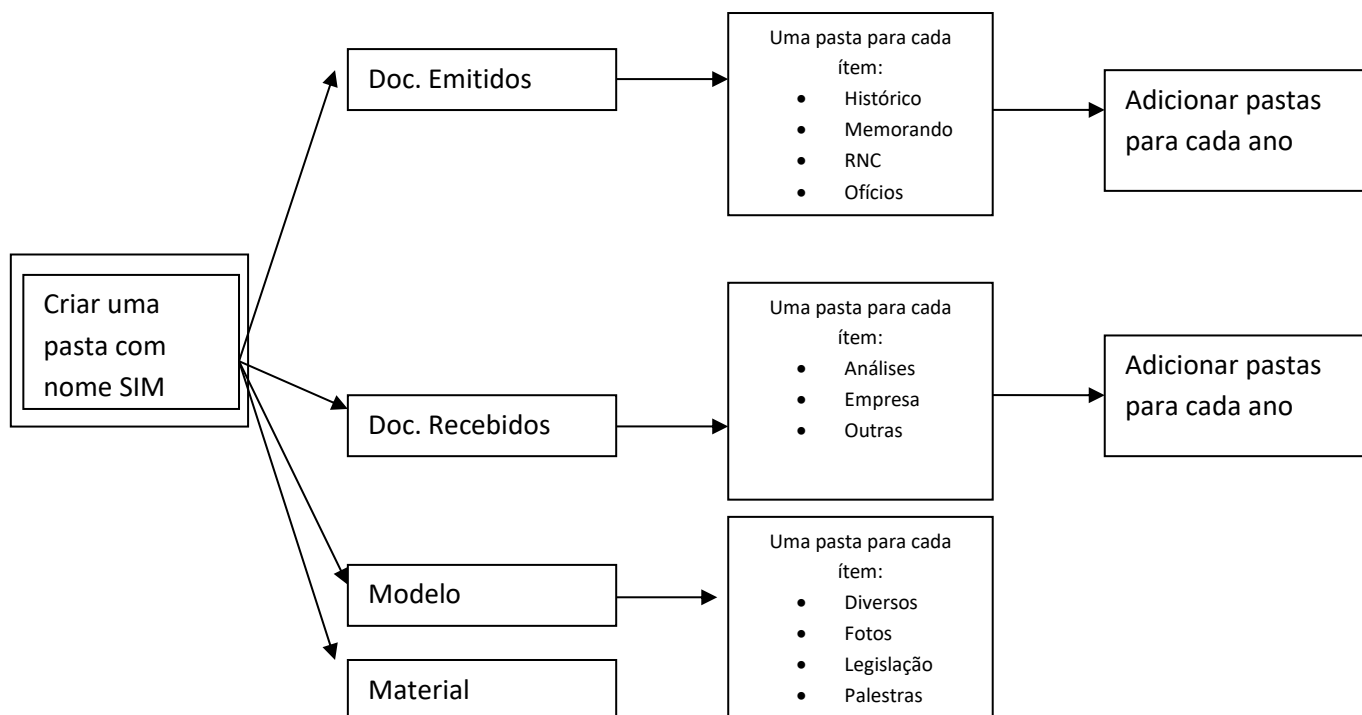 Criar uma
pasta com
nome SIM
Doc. Emitidos
Uma pasta para cada
ítem:
• Histórico
• Memorando
• RNC
• Ofícios
Adicionar pastas
para cada ano
Doc. Recebidos
Uma pasta para cada
ítem:
• Análises
• Empresa
• Outras
Adicionar pastas
para cada ano
Modelo
Uma pasta para cada
ítem:
• Diversos
• Fotos
• Legislação
• Palestras
Material